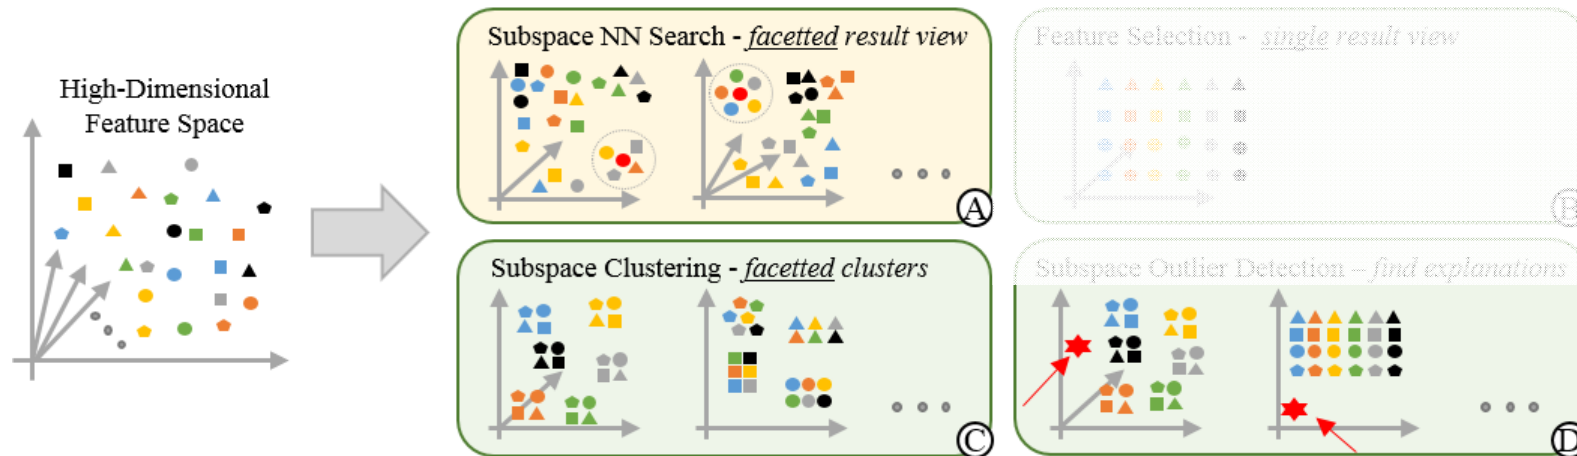 High-Dimensional
Feature Space
Subspace NN Search - facetted result view
A
Feature Selection - single result view
B
Subspace Clustering - facetted clusters
C
Subspace Outlier Detection – find explanations
D